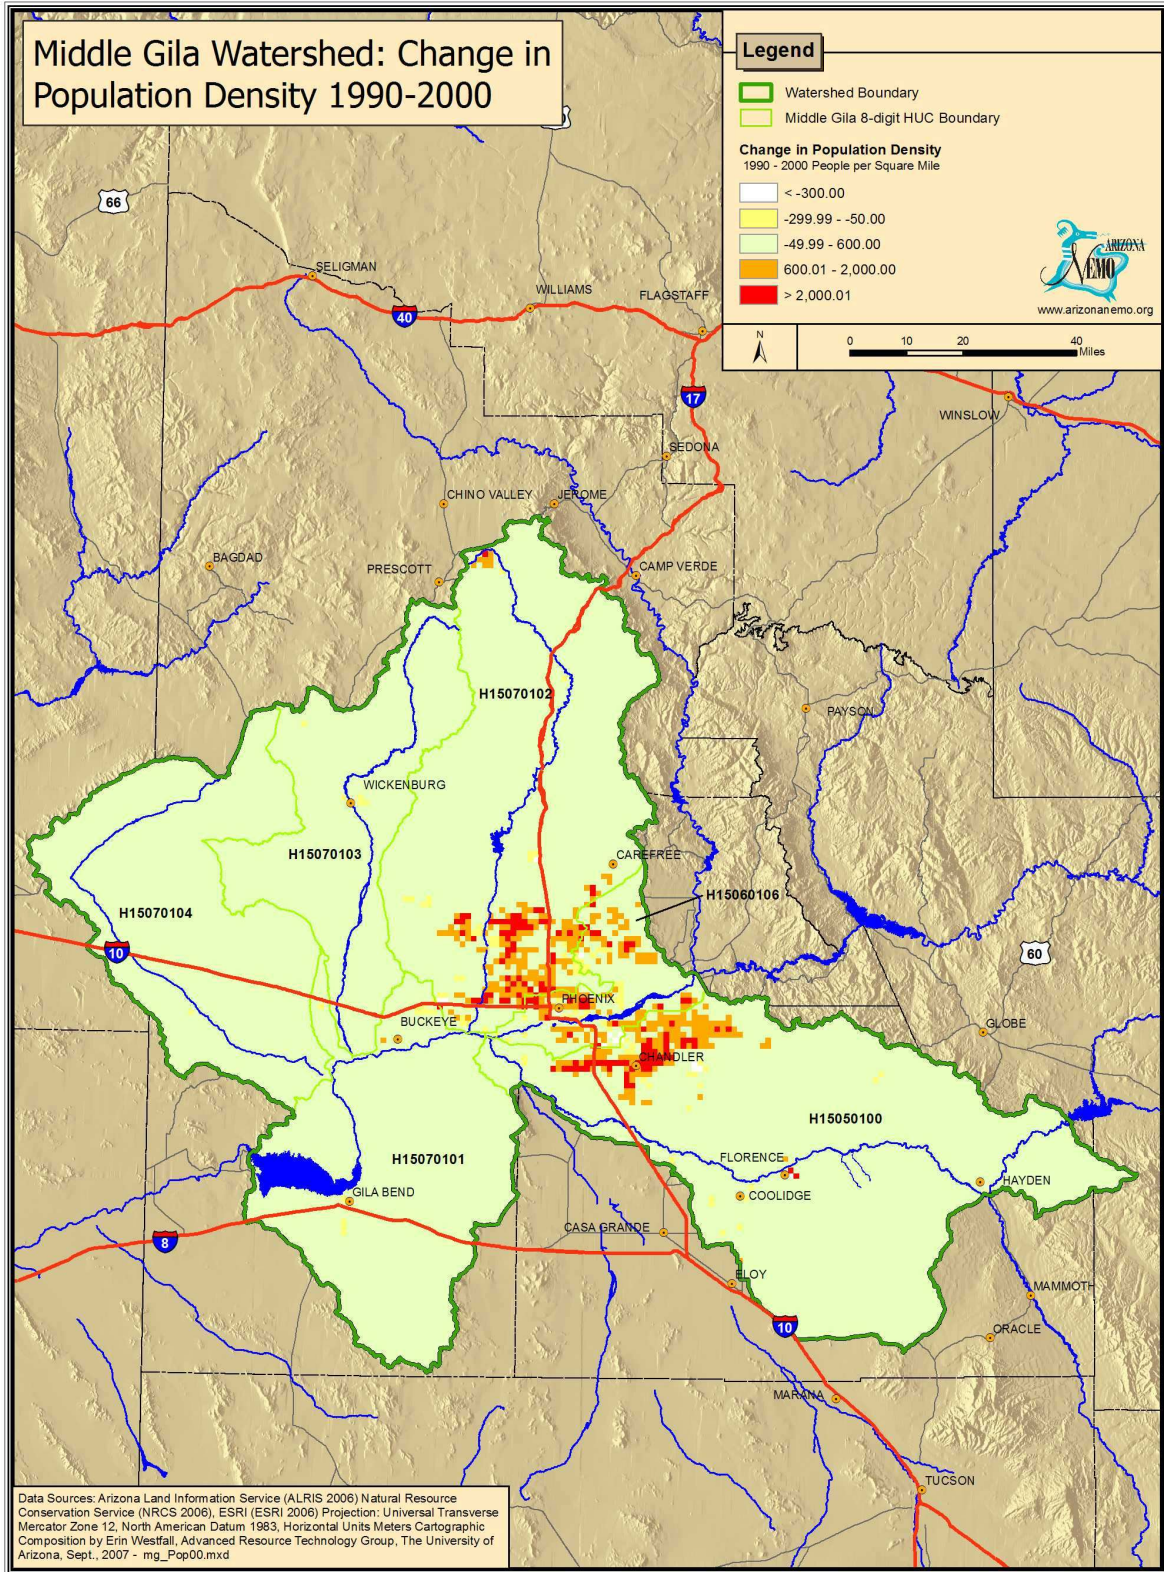 Middle Gila Watershed: Change in
Population Density 1990-2000
Legend
Watershed Boundary
Middle Gila 8-digit HUC Boundary
Change in Population Density
1990 - 2000 People per Square Mile
< -300.00
-299.99 - -50.00
-49.99 - 600.00
600.01 - 2,000.00
> 2,000.01
ARIZONA
NEMO
www.arizonanemo.org
N
0 10 20 40
Miles
66
SELIGMAN
WILLIAMS
FLAGSTAFF
40
17
WINSLOW
SEDONA
CHINO VALLEY
JEROME
BAGDAD
PRESCOTT
CAMP VERDE
H15070102
PAYSON
WICKENBURG
H15070103
CAREFREE
H15060106
H15070104
10
60
PHOENIX
BUCKEYE
GLOBE
CHANDLER
H15050100
H15070101
FLORENCE
HAYDEN
GILA BEND
COOLIDGE
CASA GRANDE
8
ELOY
MAMMOTH
10
ORACLE
MARANA
TUCSON
Data Sources: Arizona Land Information Service (ALRIS 2006) Natural Resource
Conservation Service (NRCS 2006), ESRI (ESRI 2006) Projection: Universal Transverse
Mercator Zone 12, North American Datum 1983, Horizontal Units Meters Cartographic
Composition by Erin Westfall, Advanced Resource Technology Group, The University of
Arizona, Sept., 2007 - mg_Pop00.mxd